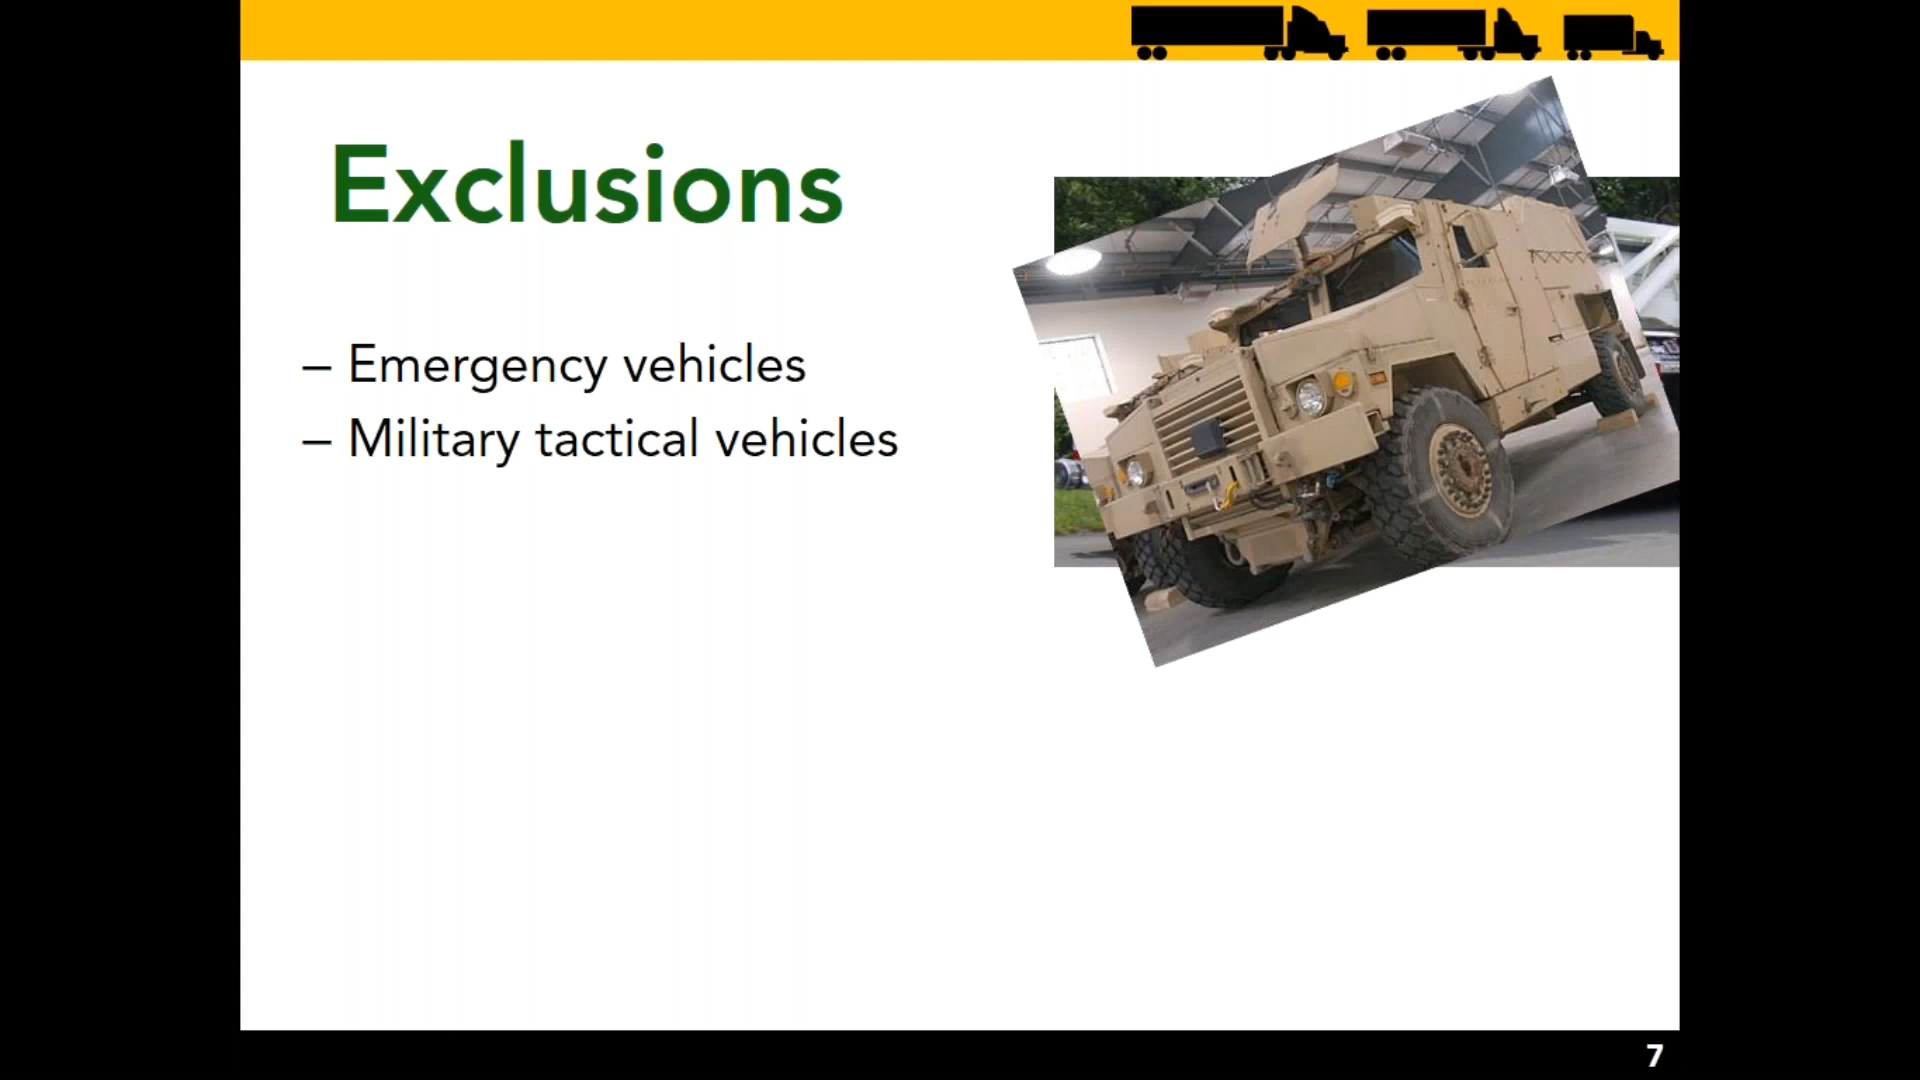 Exclusions
– Emergency vehicles
– Military tactical vehicles
7